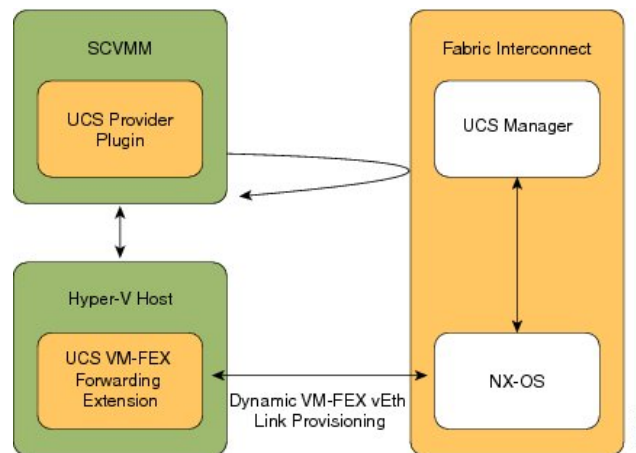 SCVMM
UCS Provider
Plugin
Fabric Interconnect
UCS Manager
Hyper-V Host
UCS VM-FEX
Forwarding
Extension
Dynamic VM-FEX vEth
Link Provisioning
NX-OS